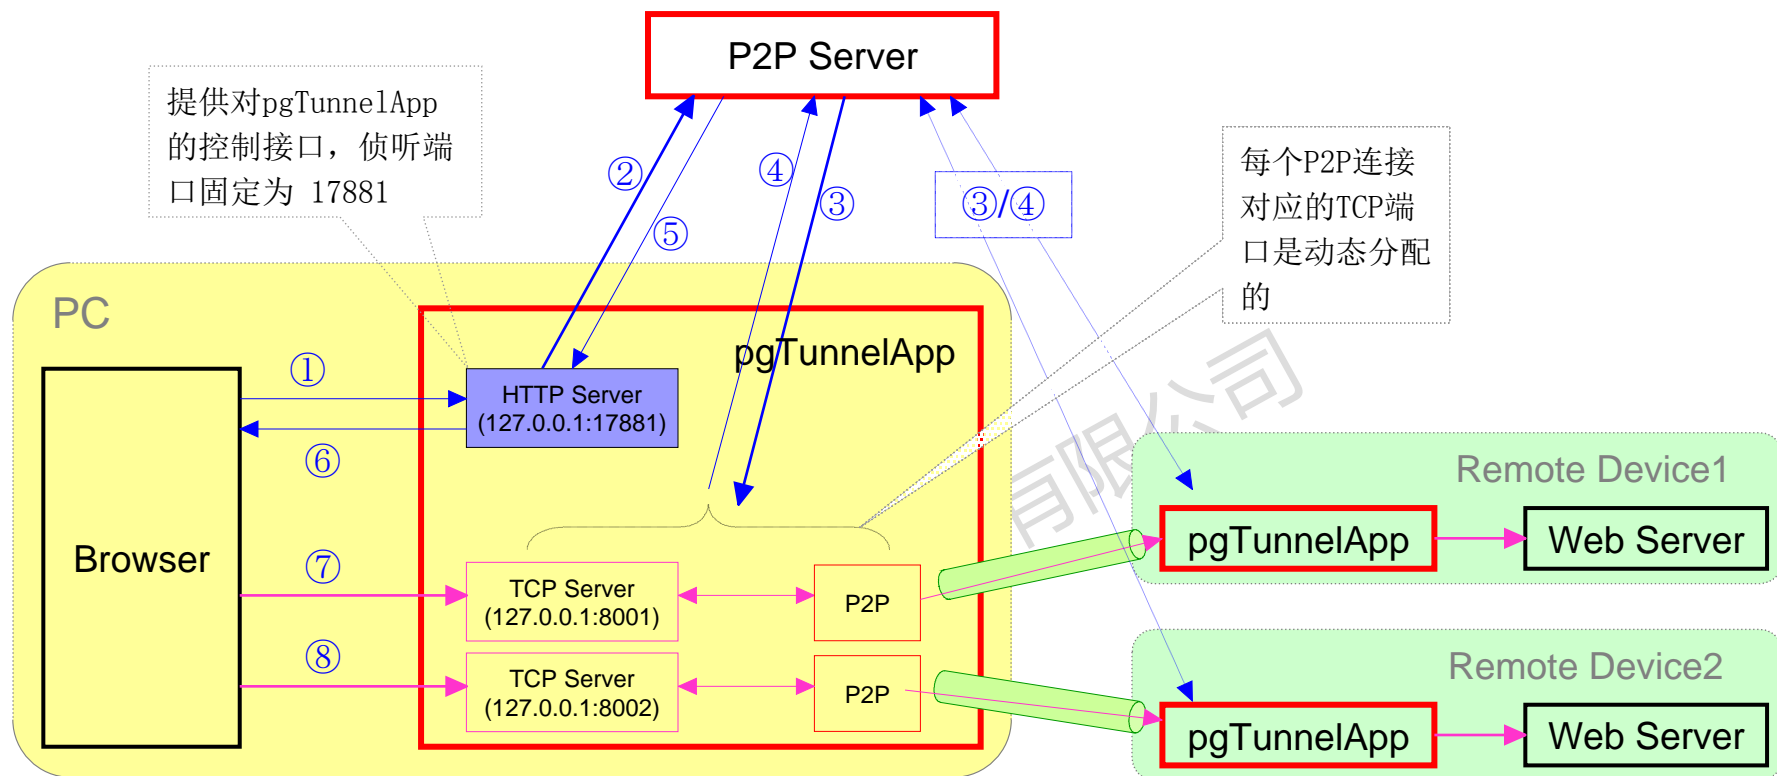 P2P Server
提供对pgTunnelApp
的控制接口，侦听端
口固定为 17881
②
④
③
⑤
③/④
每个P2P连接
对应的TCP端
口是动态分配
的
PC
pgTunnelApp
①
HTTP Server
(127.0.0.1:17881)
⑥
有限公司
Browser
⑦
TCP Server
(127.0.0.1:8001)
P2P
⑧
TCP Server
(127.0.0.1:8002)
P2P
Remote Device1
pgTunnelApp
Web Server
Remote Device2
pgTunnelApp
Web Server